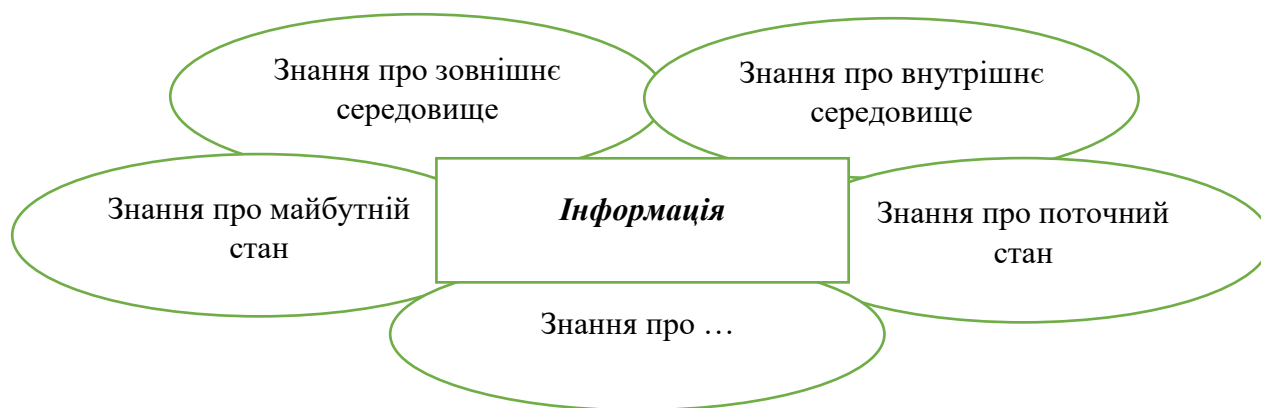 Знання про зовнішнє
середовище
Знання про внутрішнє
середовище
Знання про майбутній
стан
Інформація
Знання про поточний
стан
Знання про …